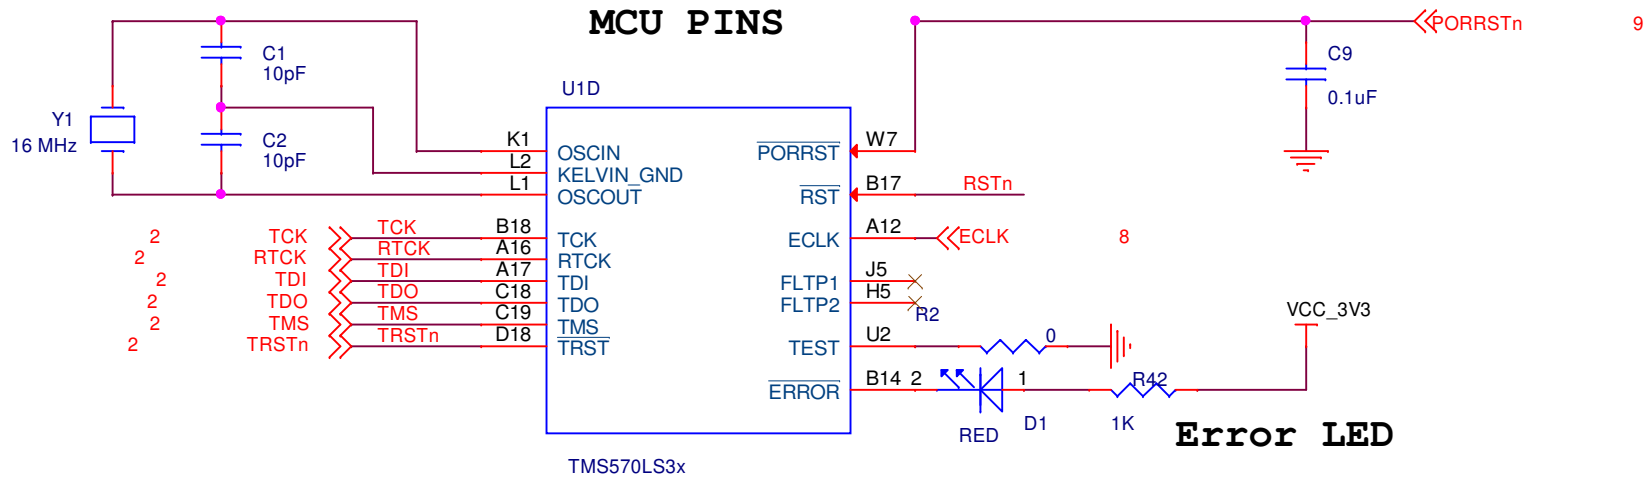 MCU PINS
PORRSTn 9
C1
10pF
C9
0.1uF
U1D
Y1
16 MHz
C2
10pF
K1 OSCIN
L2 KELVIN_GND
L1 OSCOUT
PORRST W7
RST B17 RSTn
2 TCK TCK B18 TCK
ECLK A12 ECLK 8
2 RTCK RTCK A16 RTCK
2 TDI TDI A17 TDI
FLTP1 J5
2 TDO TDO C18 TDO
FLTP2 H5
R2
VCC_3V3
2 TMS TMS C19 TMS
2 TRSTn TRSTn D18 TRST
TEST U2 0
ERROR B14 2 1 R42
RED D1 1K
Error LED
TMS570LS3x